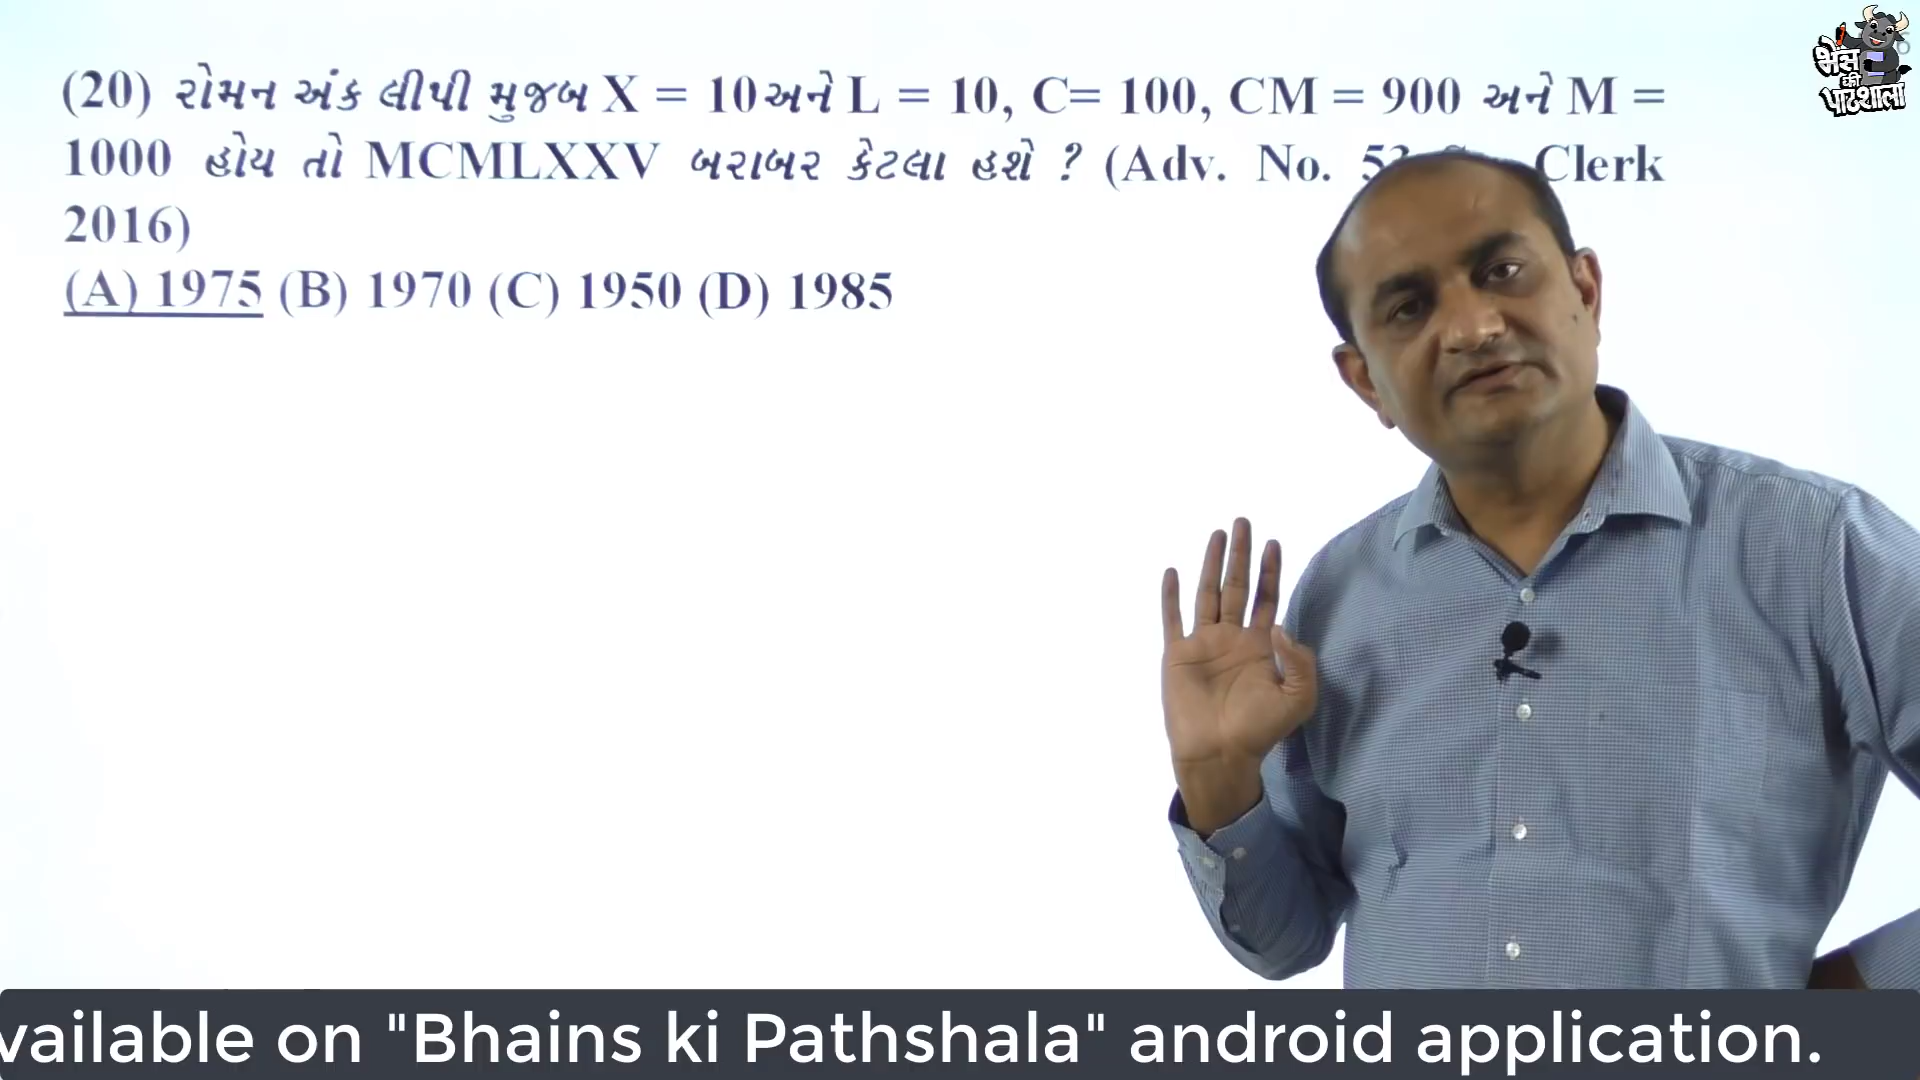 भैंस की पाठशाला
(20) રોમન અંક લીપી મુજબ X = 10અને L = 10, C= 100, CM = 900 અને M =
1000 હોય તો MCMLXXV બરાબર કેટલા હશે ? (Adv. No. Clerk
2016)
(A) 1975 (B) 1970 (C) 1950 (D) 1985
vailable on "Bhains ki Pathshala" android application.